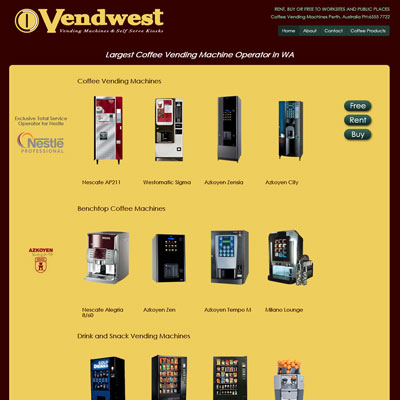 Vendwest
Vending Machines & Self Serve Kiosks
RENT, BUY OR FREE TO WORKSITES AND PUBLIC PLACES
Coffee Vending Machines Perth, Australia PH 6555 7722
Home
About
Contact
Coffee Products
Largest Coffee Vending Machine Operator in WA
Coffee Vending Machines
Free
Rent
Buy
Exclusive Total Service
Operator for Nestle
Nestlé
PROFESSIONAL
Nescafe AP211
Westomatic Sigma
Azkoyen Zensia
Azkoyen City
Benchtop Coffee Machines
AZKOYEN
Nescafe Alegria
8/60
Azkoyen Zen
Azkoyen Tempo M
Milano Lounge
Drink and Snack Vending Machines